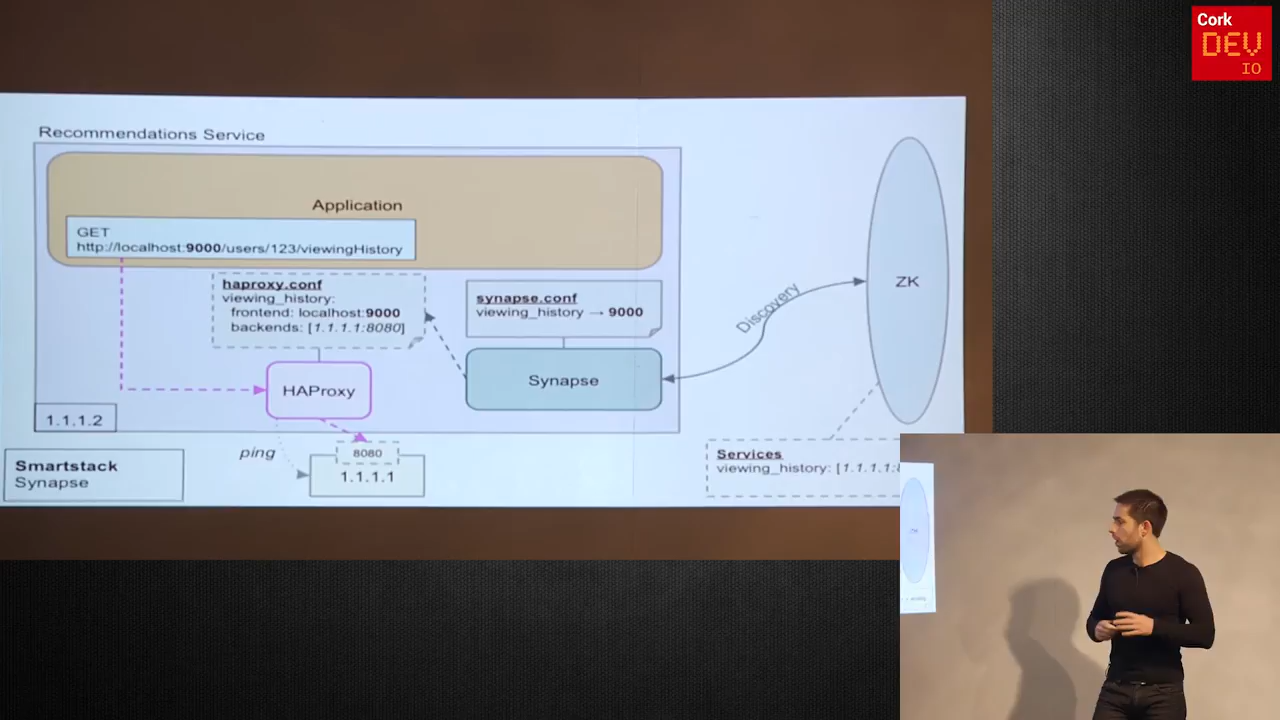 Cork
DEV
IO
Recommendations Service
Application
GET
http://localhost:9000/users/123/viewingHistory
haproxy.conf
viewing_history:
frontend: localhost:9000
backends: [1.1.1.1:8080]
synapse.conf
viewing_history → 9000
Discovery
ZK
HAProxy
Synapse
1.1.1.2
ping
8080
1.1.1.1
Smartstack
Synapse
Services
viewing_history: [1.1.1.1:8
ZK